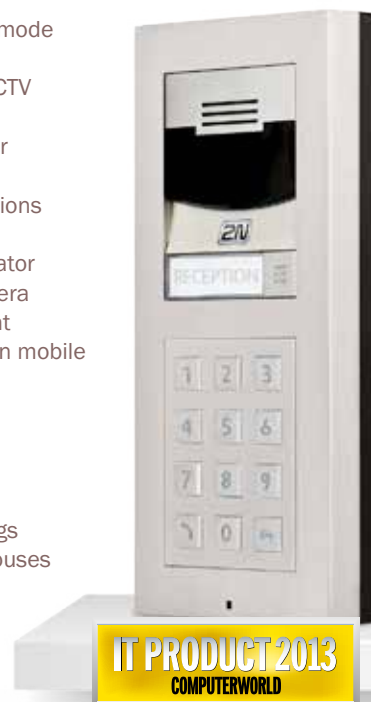 mode
CTV
r
ions
ator
era
nt
n mobile
gs
ouses
2N
RECEPTION
1 2 3
4 5 6
7 8 9
0
IT PRODUCT 2013
COMPUTERWORLD